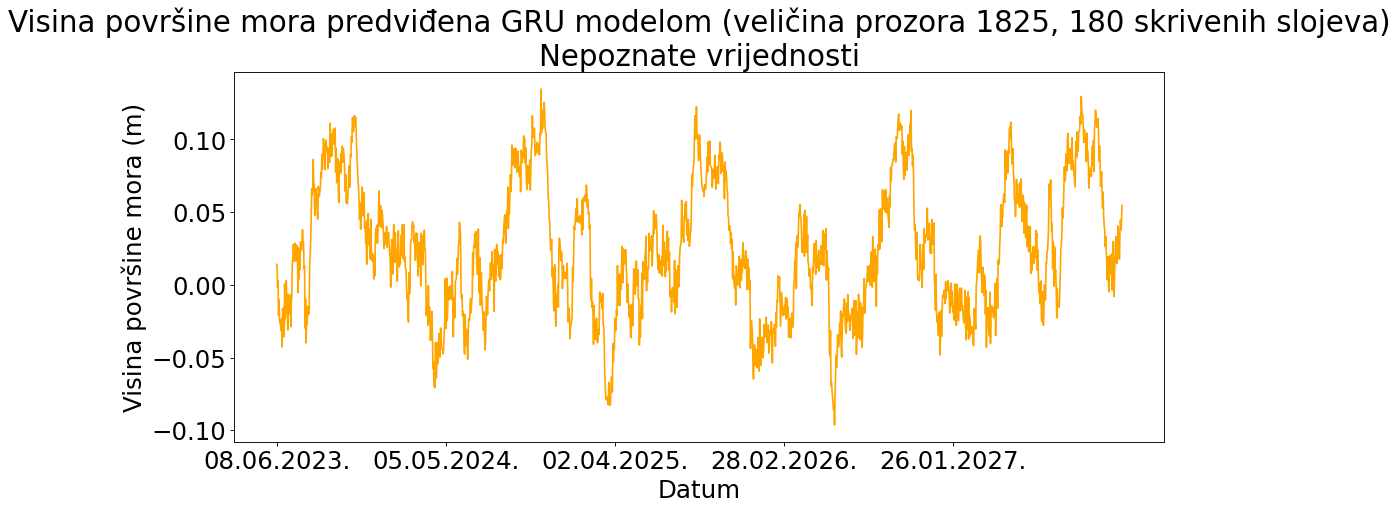 Visina površine mora predviđena GRU modelom (veličina prozora 1825, 180 skrivenih slojeva)
Nepoznate vrijednosti
Visina površine mora (m)
0.10
0.05
0.00
−0.05
−0.10
08.06.2023. 05.05.2024. 02.04.2025. 28.02.2026. 26.01.2027.
Datum